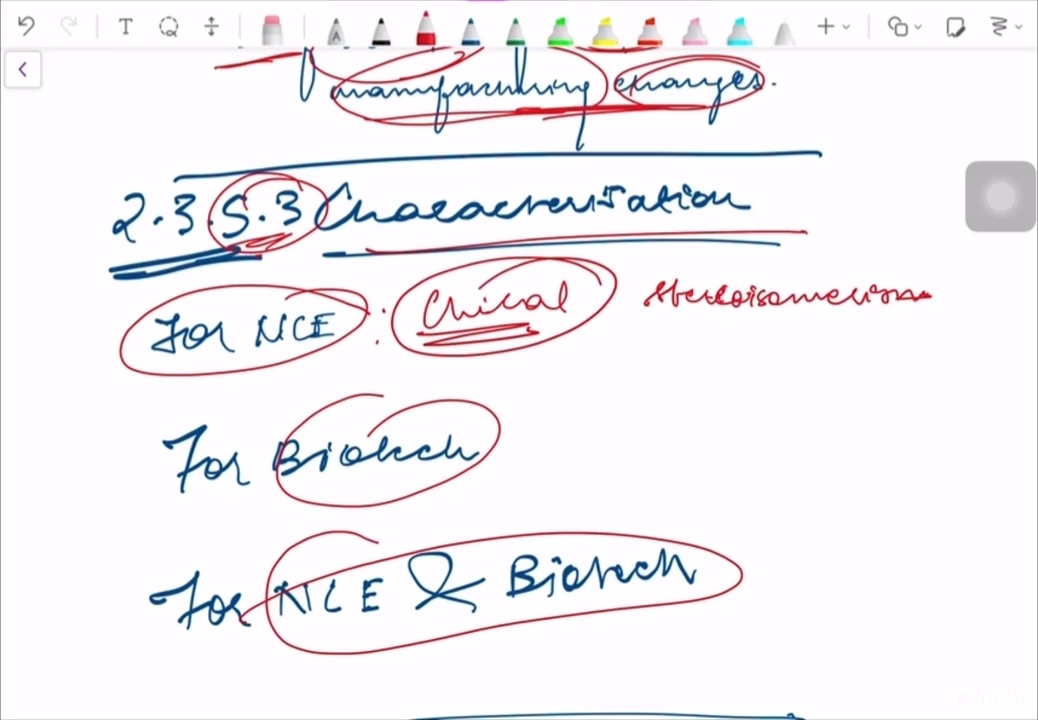 manufacturing changes.
2.3.S.3 Characterisation
For NCE : Chiral stereoisomerism
For Biotech
For NCE & Biotech